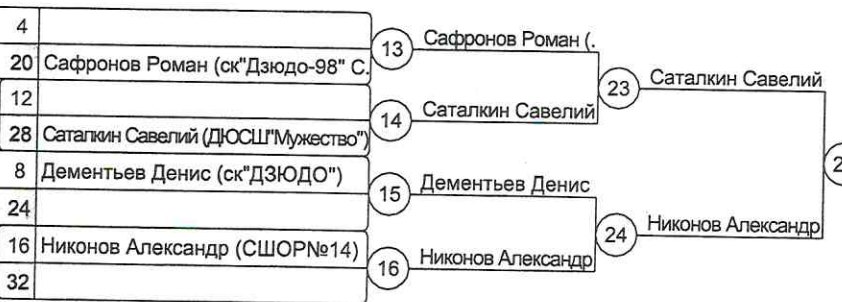 4
20 Сафронов Роман (ск"Дзюдо-98" С.
13
Сафронов Роман (.
12
28 Саталкин Савелий (ДЮСШ"Мужество")
14
Саталкин Савелий
23
Саталкин Савелий
8 Дементьев Денис (ск"ДЗЮДО")
24
15
Дементьев Денис
16 Никонов Александр (СШОР№14)
32
16
Никонов Александр
24
Никонов Александр